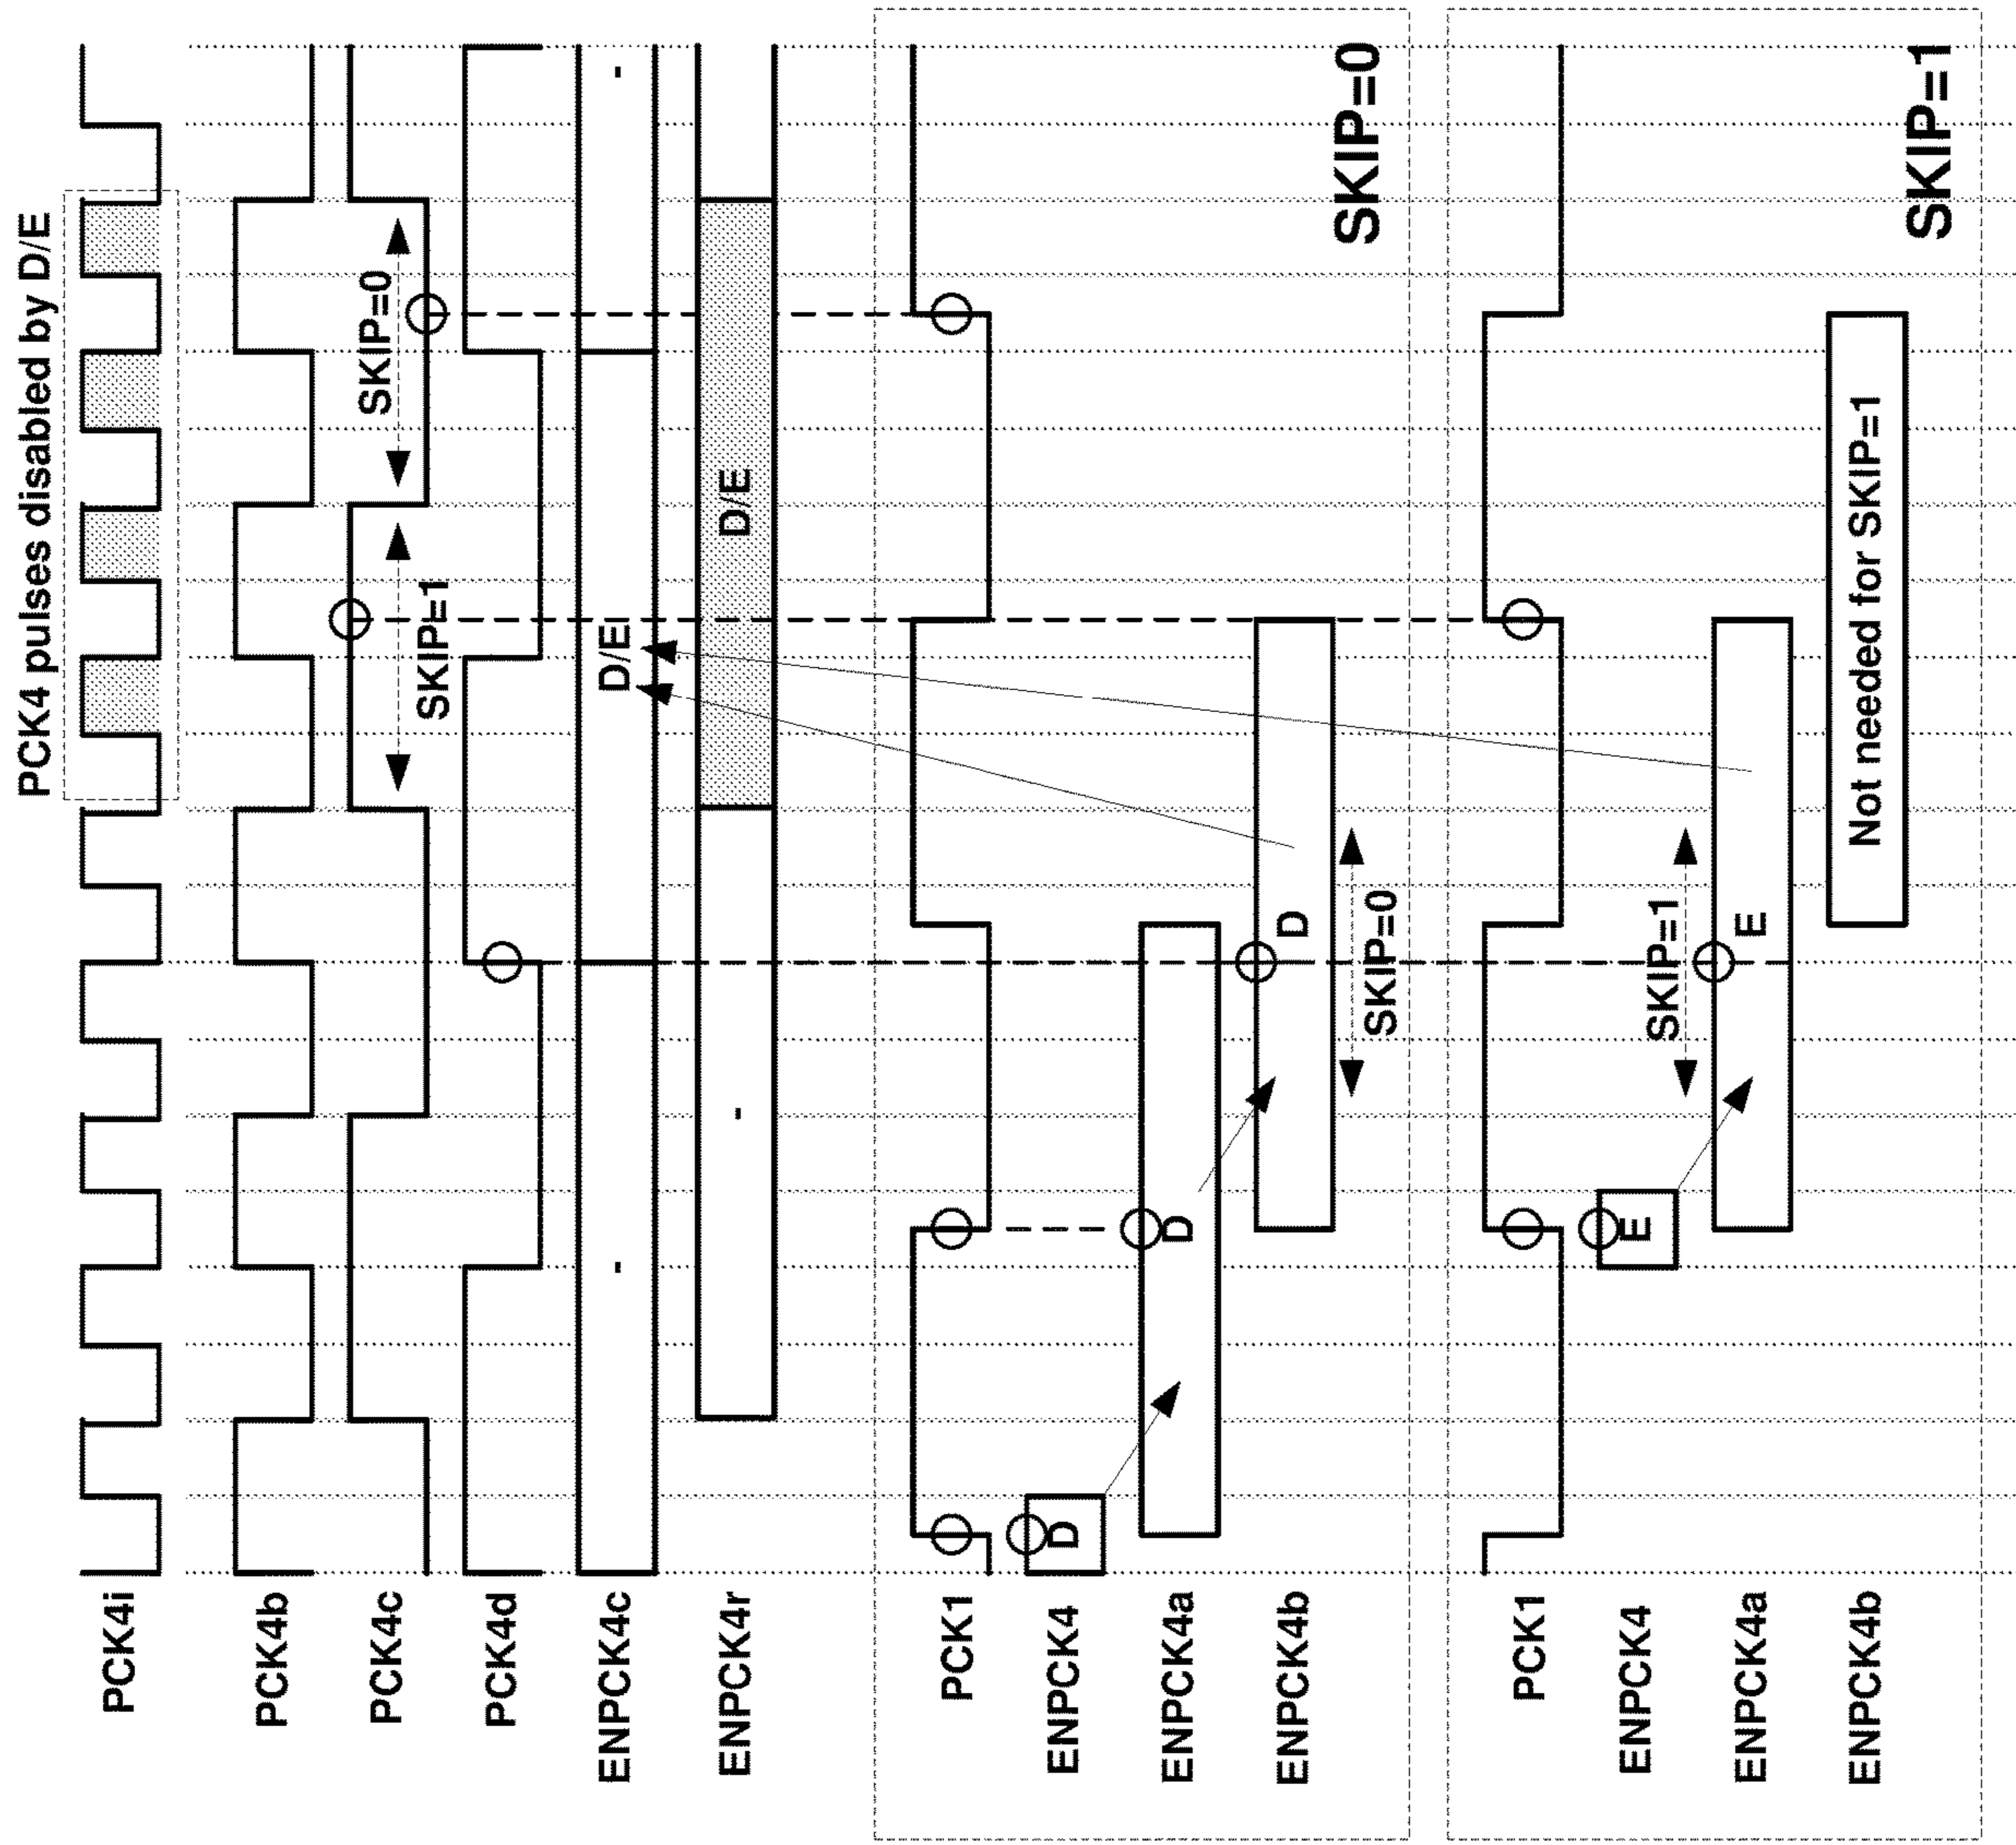 PCK4 pulses disabled by D/E
PCK4i
PCK4b
PCK4c
SKIP=1
SKIP=0
PCK4d
ENPCK4c
-
D/E
-
ENPCK4r
-
D/E
PCK1
ENPCK4
D
ENPCK4a
D
ENPCK4b
D
SKIP=0
SKIP=0
PCK1
ENPCK4
E
SKIP=1
ENPCK4a
E
ENPCK4b
Not needed for SKIP=1
SKIP=1